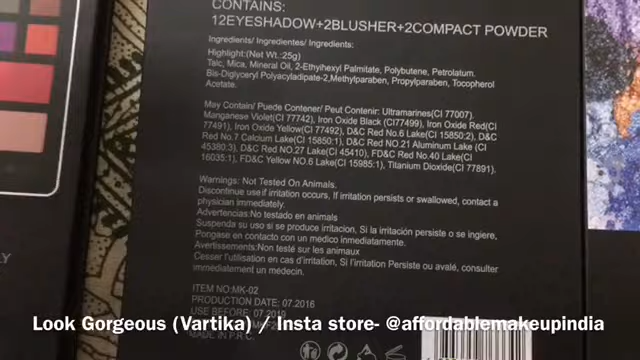 CONTAINS:
12EYESHADOW+2BLUSHER+2COMPACT POWDER
Ingredients/ Ingredientes/ Ingredients:
Highlight:(Net Wt.:25g)
Talc, Mica, Mineral Oil, 2-Ethylhexyl Palmitate, Polybutene, Petrolatum.
Bis-Diglyceryl Polyacyladipate-2,Methylparaben, Propylparaben, Tocopherol
Acetate.
May Contain/ Puede Contener/ Peut Contenir: Ultramarines(CI 77007).
Manganese Violet(CI 77742), Iron Oxide Black (CI77499), Iron Oxide Red(CI
77491), Iron Oxide Yellow(CI 77492), D&C Red No.6 Lake(CI 15850:2), D&C
Red No.7 Calcium Lake(CI 15850:1), D&C Red NO.21 Aluminum Lake(CI
45380:3), D&C Red NO.27 Lake(CI 45410), FD&C Red No.40 Lake(CI
16035:1), FD&C Yellow NO.6 Lake(CI 15985:1), Titanium Dioxide(CI 77891).
Warnings: Not Tested On Animals.
Discontinue use if irritation occurs, If irritation persists or swallowed, contact a
physician immediately.
Advertencias:No testado en animals
Suspenda su uso si se produce irritacion, Si la irritación persiste o se ingiere,
Pongase en contacto con un medico inmediatamente.
Avertissements:Non testé sur les animaux
Cesser l'utilisation en cas d'irritation, Si l'irritation Persiste ou avalé, consulter
immédiatement un médecin.
ITEM NO:MK-02
PRODUCTION DATE: 07.2016
USE BEFORE: 07.2019
MADE IN P.R.C.
Look Gorgeous (Vartika) / Insta store- @affordablemakeupindia